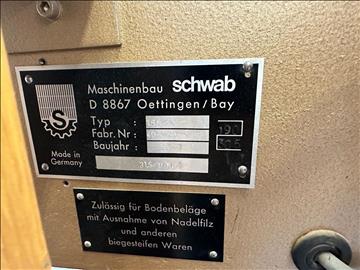 S
Maschinenbau schwab
D 8867 Oettingen/Bay
Typ :
Fabr. Nr :
Baujahr :
Made in
Germany
Zulässig für Bodenbeläge
mit Ausnahme von Nadelfilz
und anderen
biegesteifen Waren